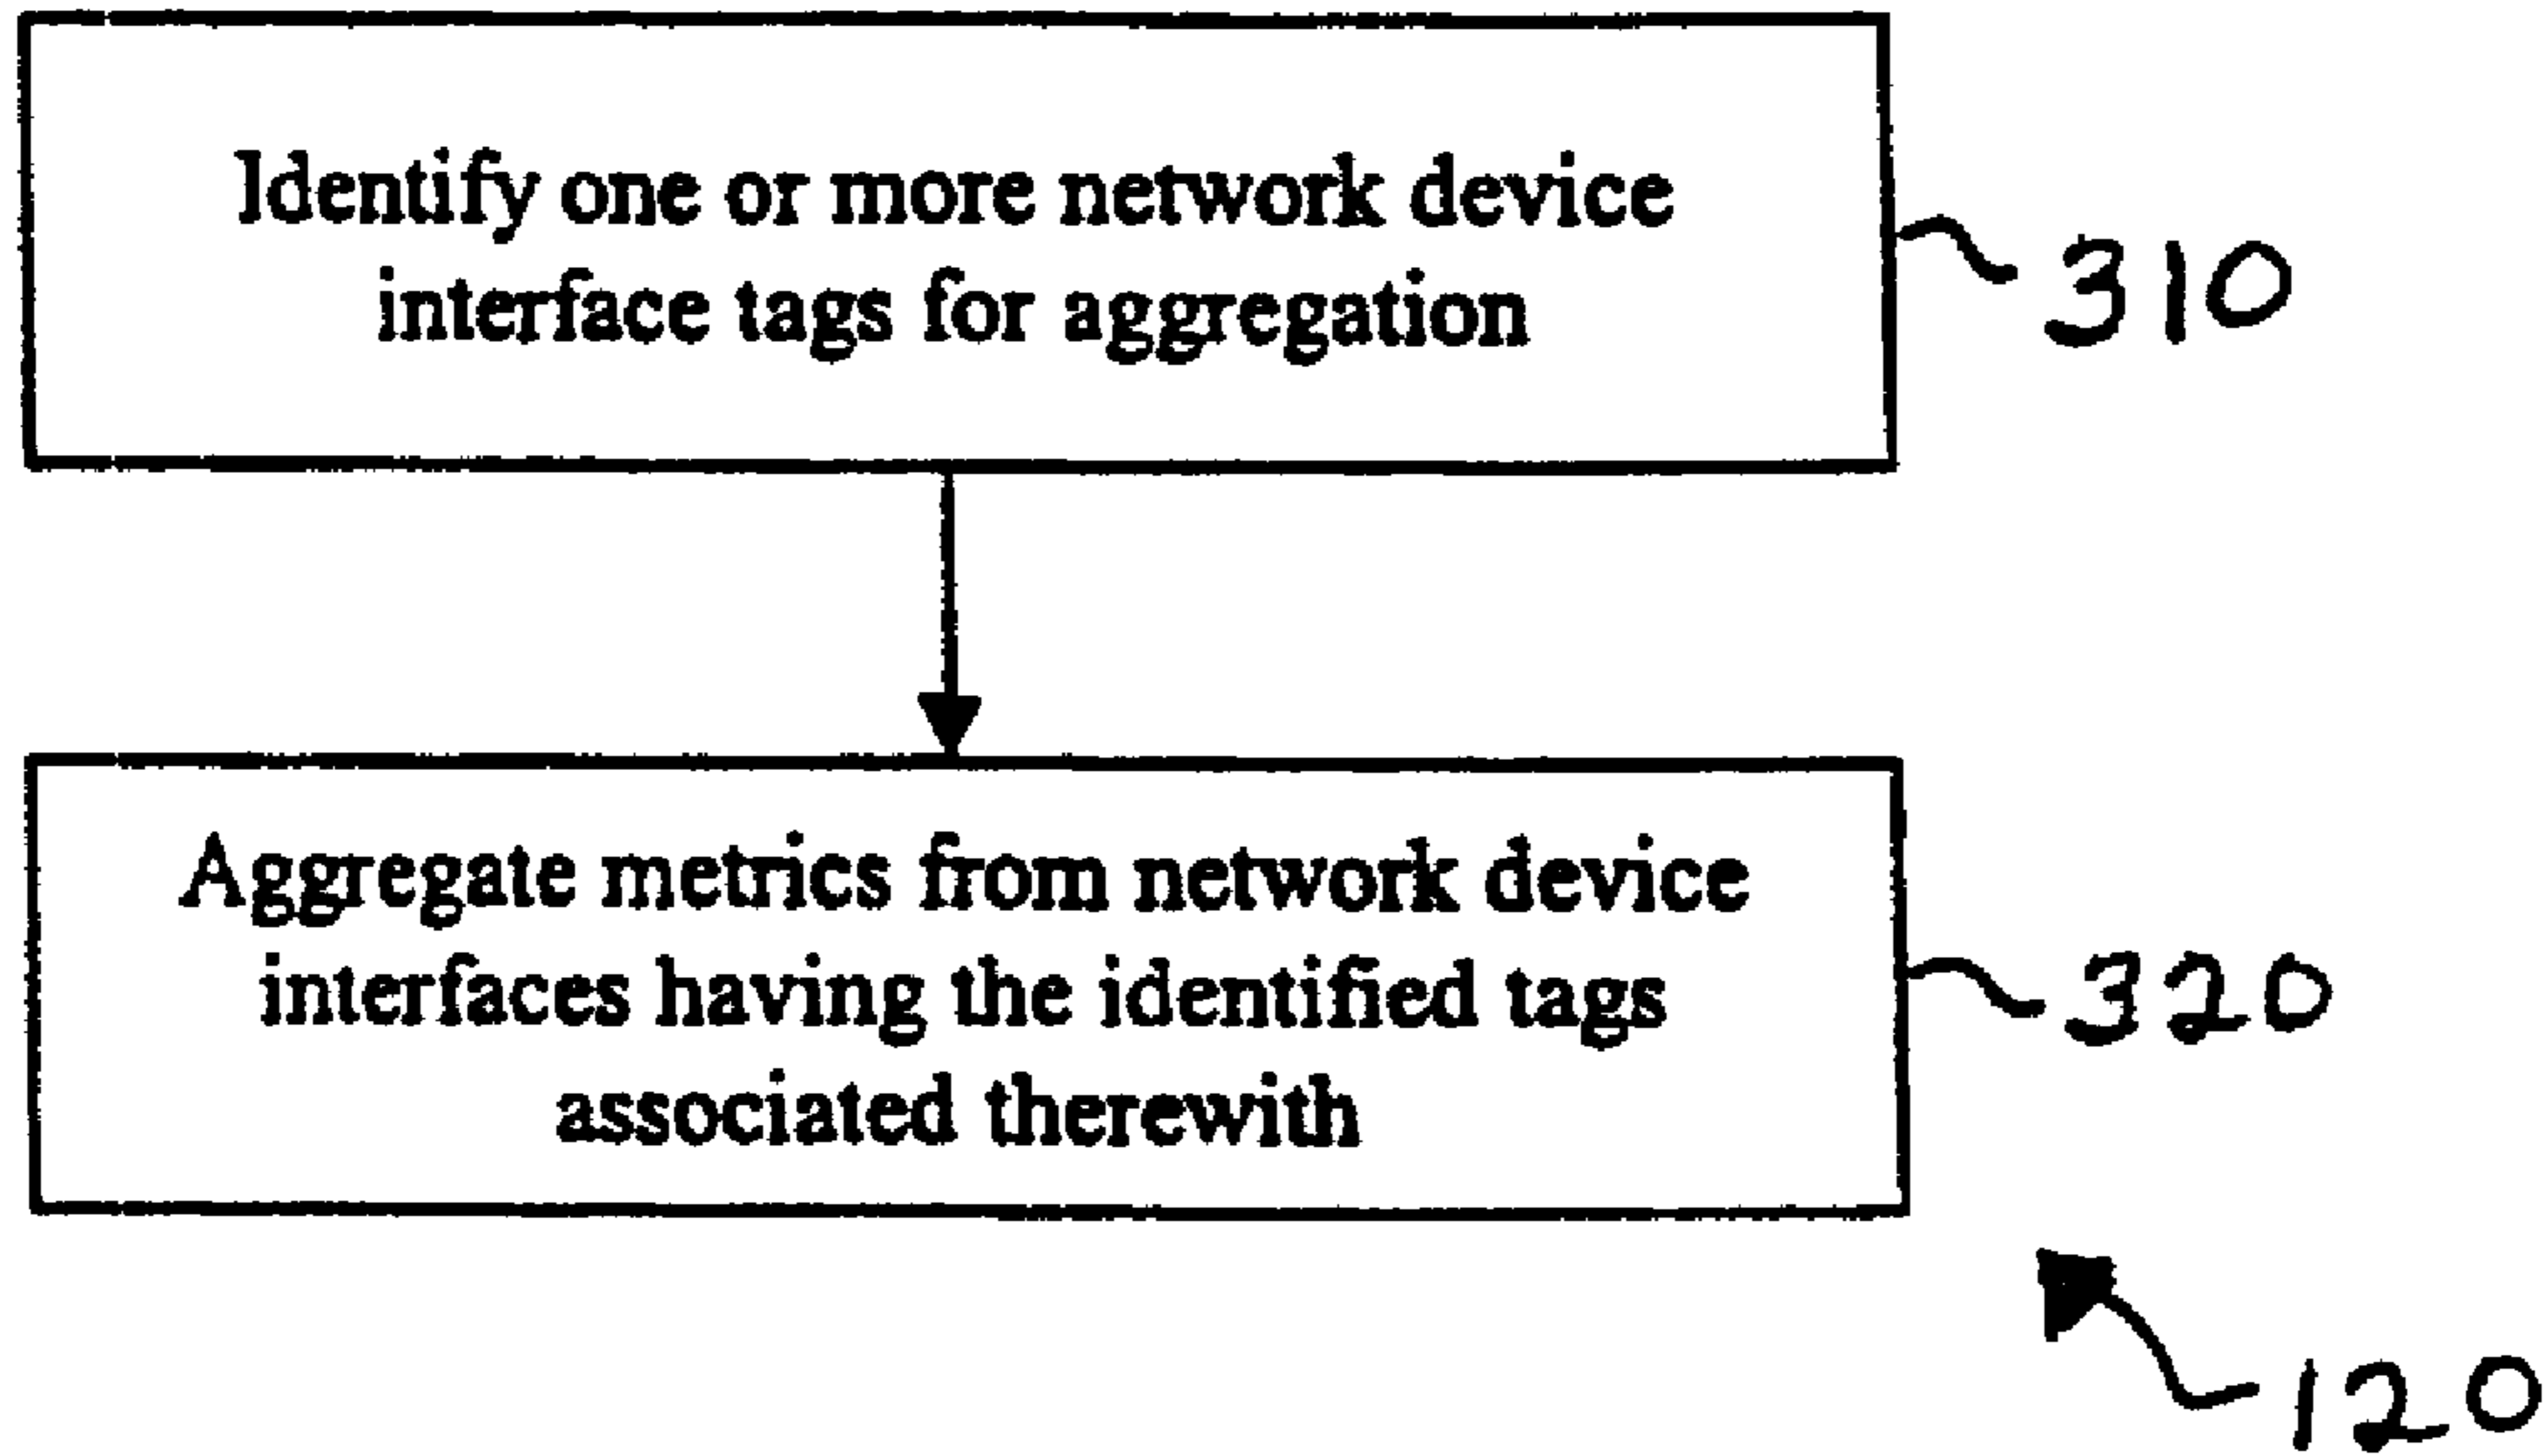 Identify one or more network device
interface tags for aggregation
310
Aggregate metrics from network device
interfaces having the identified tags
associated therewith
320
120